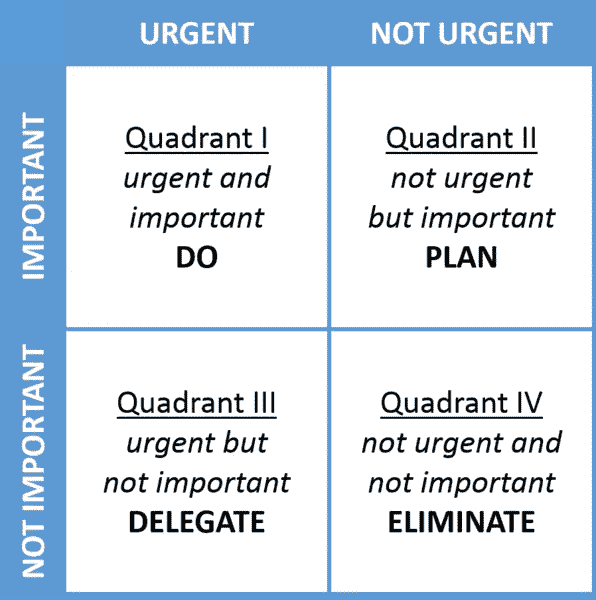 URGENT
NOT URGENT
IMPORTANT
Quadrant I
urgent and
important
DO
Quadrant II
not urgent
but important
PLAN
NOT IMPORTANT
Quadrant III
urgent but
not important
DELEGATE
Quadrant IV
not urgent and
not important
ELIMINATE